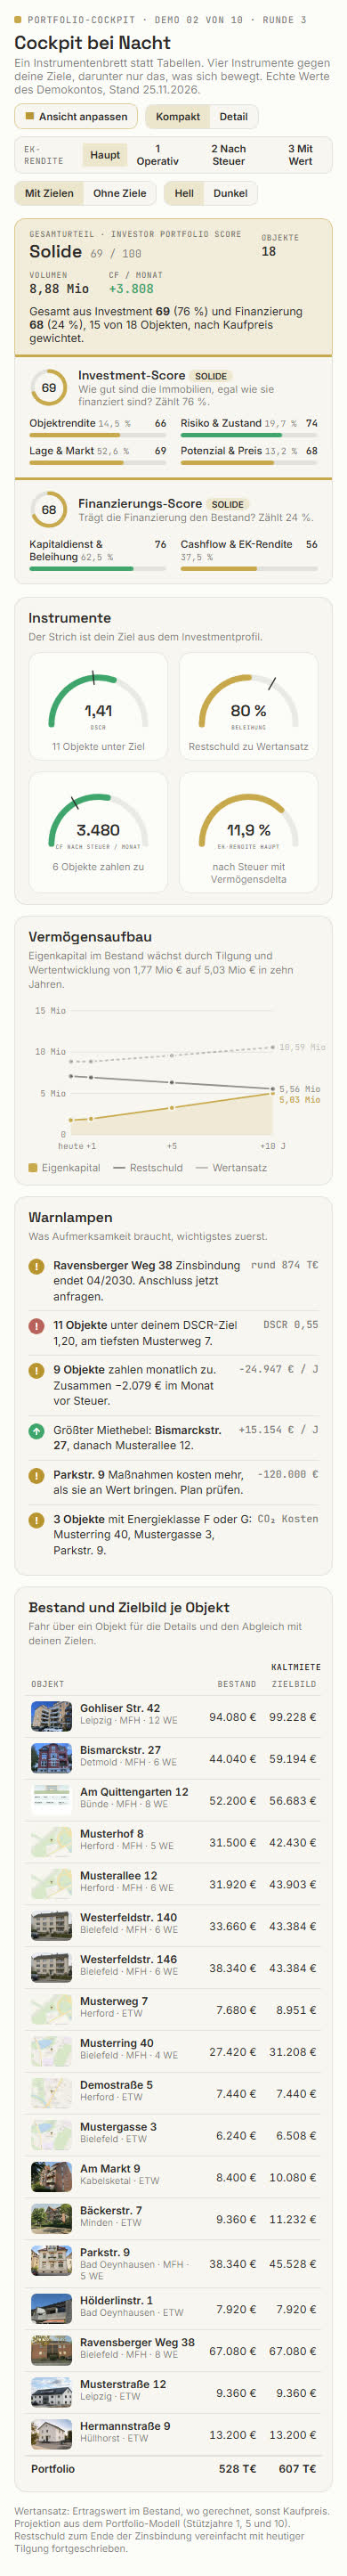 PORTFOLIO-COCKPIT · DEMO 02 VON 10 · RUNDE 3
Cockpit bei Nacht
Ein Instrumentenbrett statt Tabellen. Vier Instrumente gegen
deine Ziele, darunter nur das, was sich bewegt. Echte Werte
des Demokontos, Stand 25.11.2026.
Ansicht anpassen
Kompakt Detail
EK-RENDITE
Haupt
1 Operativ
2 Nach Steuer
3 Mit Wert
Mit Zielen Ohne Ziele
Hell Dunkel
GESAMTURTEIL · INVESTOR PORTFOLIO SCORE
Solide 69 / 100
OBJEKTE
18
VOLUMEN
8,88 Mio
CF / MONAT
+3.808
Gesamt aus Investment 69 (76 %) und Finanzierung
68 (24 %), 15 von 18 Objekten, nach Kaufpreis
gewichtet.
69
Investment-Score SOLIDE
Wie gut sind die Immobilien, egal wie sie
finanziert sind? Zählt 76 %.
Objektrendite 14,5 % 66
Risiko & Zustand 19,7 % 74
Lage & Markt 52,6 % 69
Potenzial & Preis 13,2 % 68
68
Finanzierungs-Score SOLIDE
Trägt die Finanzierung den Bestand? Zählt 24 %.
Kapitaldienst & Beleihung 62,5 % 76
Cashflow & EK-Rendite 37,5 % 56
Instrumente
Der Strich ist dein Ziel aus dem Investmentprofil.
1,41
DSCR
11 Objekte unter Ziel
80 %
BELEIHUNG
Restschuld zu Wertansatz
3.480
CF NACH STEUER / MONAT
6 Objekte zahlen zu
11,9 %
EK-RENDITE HAUPT
nach Steuer mit
Vermögensdelta
Vermögensaufbau
Eigenkapital im Bestand wächst durch Tilgung und
Wertentwicklung von 1,77 Mio € auf 5,03 Mio € in zehn
Jahren.
15 Mio
10 Mio
5 Mio
0
10,59 Mio
5,56 Mio
5,03 Mio
heute +1 +5 +10 J
Eigenkapital Restschuld Wertansatz
Warnlampen
Was Aufmerksamkeit braucht, wichtigstes zuerst.
! Ravensberger Weg 38 Zinsbindung rund 874 T€
endet 04/2030. Anschluss jetzt
anfragen.
! 11 Objekte unter deinem DSCR-Ziel DSCR 0,55
1,20, am tiefsten Musterweg 7.
! 9 Objekte zahlen monatlich zu. -24.947 € / J
Zusammen −2.079 € im Monat
vor Steuer.
↑ Größter Miethebel: Bismarckstr. +15.154 € / J
27, danach Musterallee 12.
! Parkstr. 9 Maßnahmen kosten mehr, -120.000 €
als sie an Wert bringen. Plan prüfen.
! 3 Objekte mit Energieklasse F oder G: CO₂ Kosten
Musterring 40, Mustergasse 3,
Parkstr. 9.
Bestand und Zielbild je Objekt
Fahr über ein Objekt für die Details und den Abgleich mit
deinen Zielen.
KALTMIETE
OBJEKT BESTAND ZIELBILD
Gohliser Str. 42
Leipzig · MFH · 12 WE
94.080 € 99.228 €
Bismarckstr. 27
Detmold · MFH · 6 WE
44.040 € 59.194 €
Am Quittengarten 12
Bünde · MFH · 8 WE
52.200 € 56.683 €
Musterhof 8
Herford · MFH · 5 WE
31.500 € 42.430 €
Musterallee 12
Herford · MFH · 6 WE
31.920 € 43.903 €
Westerfeldstr. 140
Bielefeld · MFH · 6 WE
33.660 € 43.384 €
Westerfeldstr. 146
Bielefeld · MFH · 6 WE
38.340 € 43.384 €
Musterweg 7
Herford · ETW
7.680 € 8.951 €
Musterring 40
Bielefeld · MFH · 4 WE
27.420 € 31.208 €
Demostraße 5
Herford · ETW
7.440 € 7.440 €
Mustergasse 3
Bielefeld · ETW
6.240 € 6.508 €
Am Markt 9
Kabelsketal · ETW
8.400 € 10.080 €
Bäckerstr. 7
Minden · ETW
9.360 € 11.232 €
Parkstr. 9
Bad Oeynhausen · MFH ·
5 WE
38.340 € 45.528 €
Hölderlinstr. 1
Bad Oeynhausen · ETW
7.920 € 7.920 €
Ravensberger Weg 38
Bielefeld · MFH · 8 WE
67.080 € 67.080 €
Musterstraße 12
Leipzig · ETW
9.360 € 9.360 €
Hermannstraße 9
Hüllhorst · ETW
13.200 € 13.200 €
Portfolio 528 T€ 607 T€
Wertansatz: Ertragswert im Bestand, wo gerechnet, sonst Kaufpreis.
Projektion aus dem Portfolio-Modell (Stützjahre 1, 5 und 10).
Restschuld zum Ende der Zinsbindung vereinfacht mit heutiger
Tilgung fortgeschrieben.